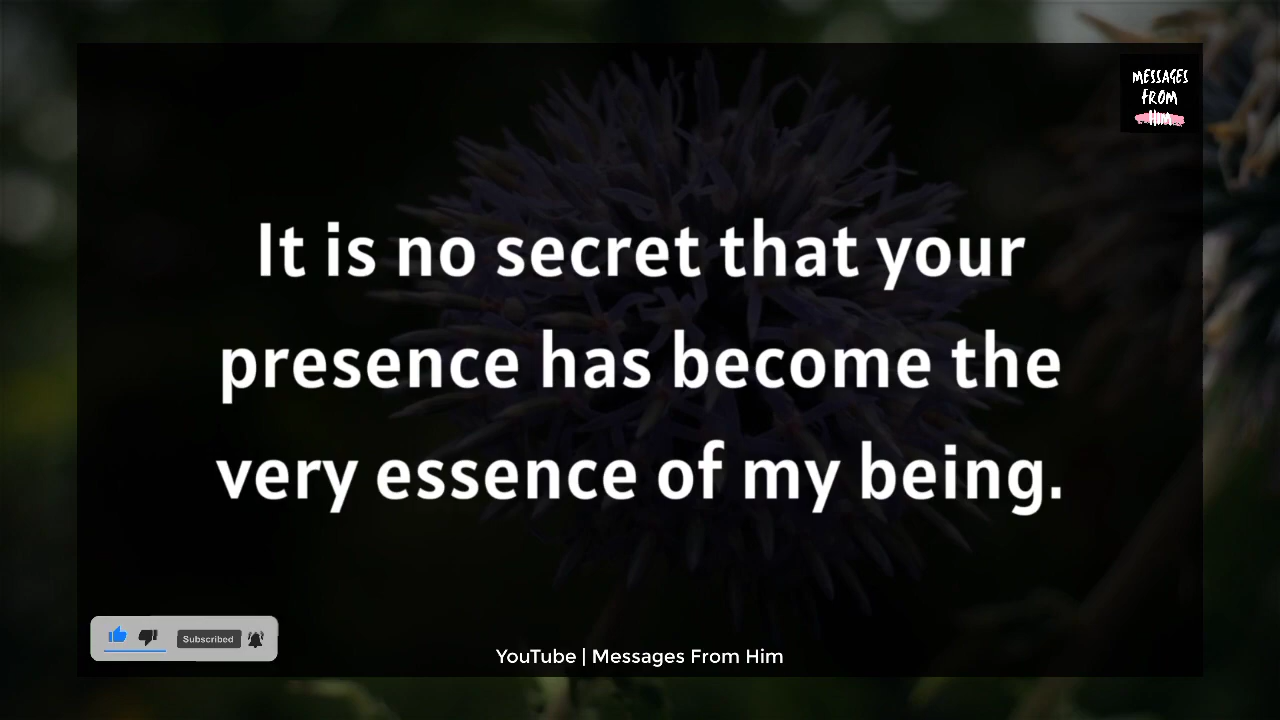 MESSAGES
FROM
HIM
It is no secret that your
presence has become the
very essence of my being.
Subscribed
YouTube | Messages From Him